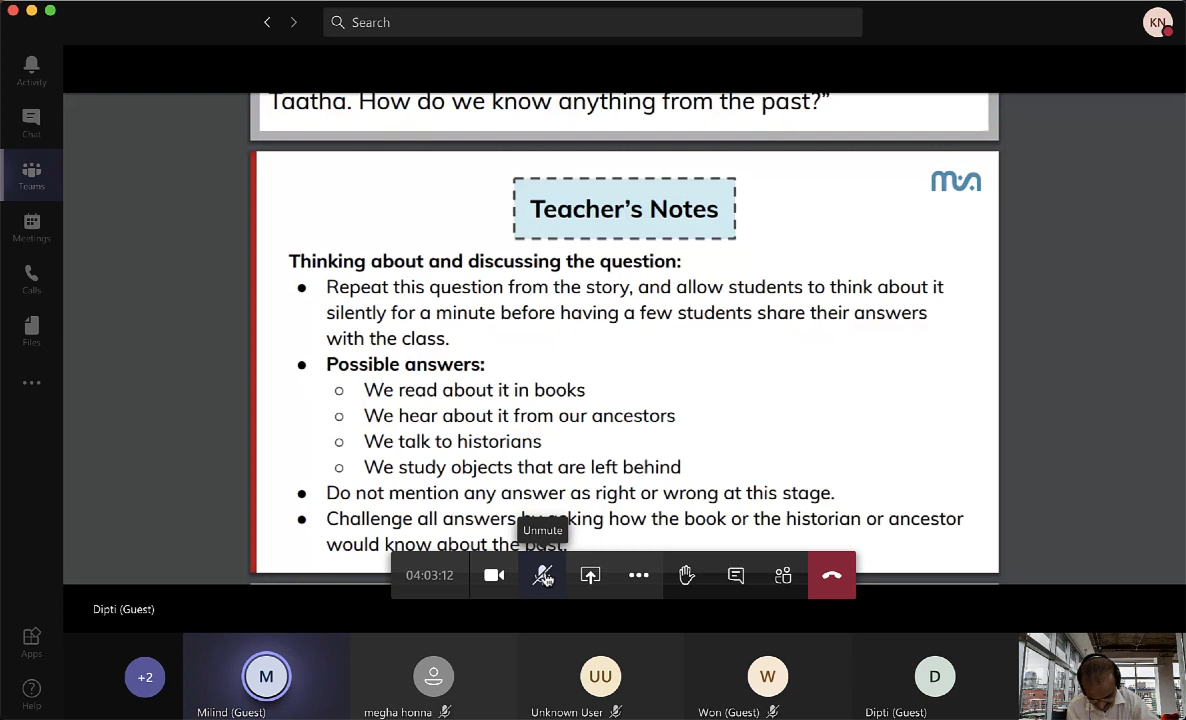 Search
KN
Activity
Chat
Teams
Meetings
Calls
Files
Apps
Help
Taatha. How do we know anything from the past?"
Teacher's Notes
Thinking about and discussing the question:
● Repeat this question from the story, and allow students to think about it
silently for a minute before having a few students share their answers
with the class.
● Possible answers:
○ We read about it in books
○ We hear about it from our ancestors
○ We talk to historians
○ We study objects that are left behind
● Do not mention any answer as right or wrong at this stage.
● Challenge all answers by asking how the book or the historian or ancestor
would know about the past.
Unmute
04:03:12
Dipti (Guest)
+2
M
UU
W
D
Milind (Guest)
megha honna
Unknown User
Won (Guest)
Dipti (Guest)